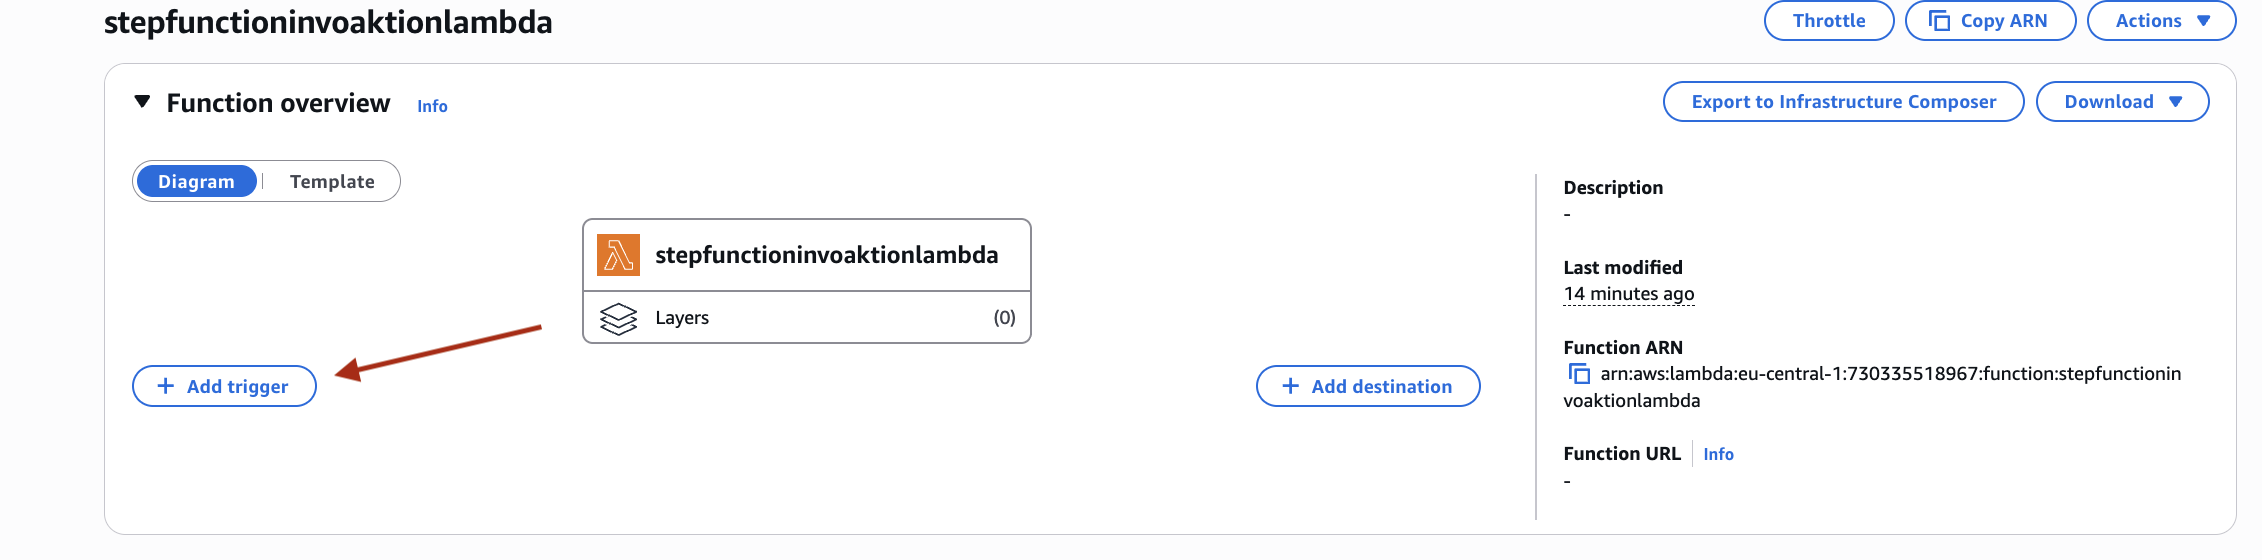 stepfunctioninvoaktionlambda
Throttle
Copy ARN
Actions
Function overview
Info
Export to Infrastructure Composer
Download
Diagram
Template
stepfunctioninvoaktionlambda
Layers
(0)
Add trigger
Add destination
Description
-
Last modified
14 minutes ago
Function ARN
arn:aws:lambda:eu-central-1:730335518967:function:stepfunctionin
voaktionlambda
Function URL
Info
-